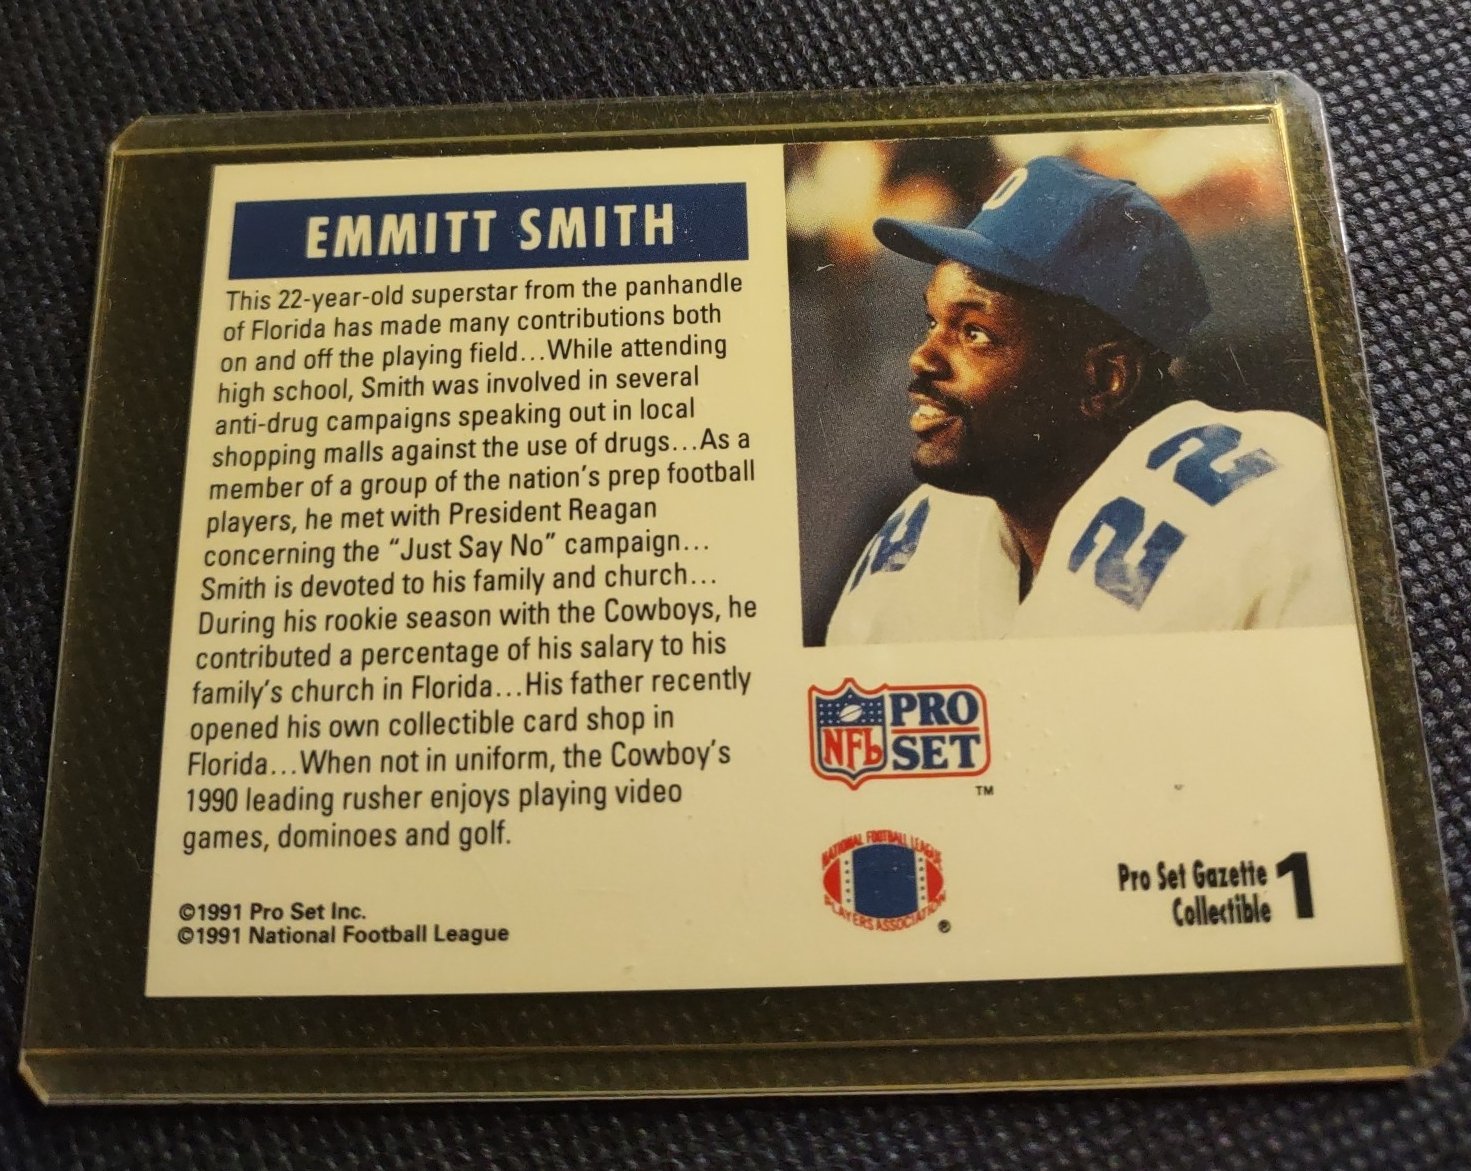 EMMITT SMITH
This 22-year-old superstar from the panhandle
of Florida has made many contributions both
on and off the playing field...While attending
high school, Smith was involved in several
anti-drug campaigns speaking out in local
shopping malls against the use of drugs...As a
member of a group of the nation's prep football
players, he met with President Reagan
concerning the “Just Say No” campaign...
Smith is devoted to his family and church...
During his rookie season with the Cowboys, he
contributed a percentage of his salary to his
family's church in Florida...His father recently
opened his own collectible card shop in
Florida...When not in uniform, the Cowboy's
1990 leading rusher enjoys playing video
games, dominoes and golf.
©1991 Pro Set Inc.
©1991 National Football League
22
22
NFL PRO SET
TM
NATIONAL FOOTBALL LEAGUE
PLAYERS ASSOCIATION
®
Pro Set Gazette
Collectible
1